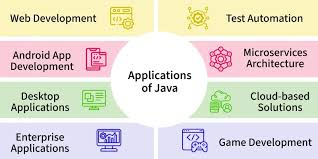 Web Development
Android App
Development
Desktop
Applications
Enterprise
Applications
Applications
of Java
Test Automation
Microservices
Architecture
Cloud-based
Solutions
Game Development